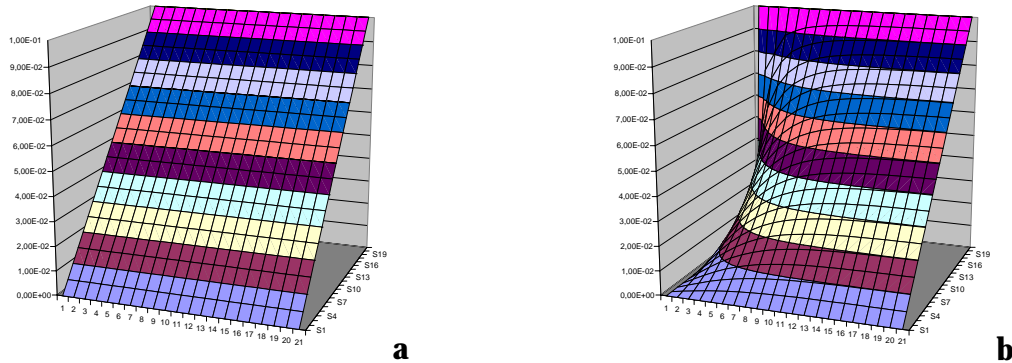 1,00E-01
9,00E-02
8,00E-02
7,00E-02
6,00E-02
5,00E-02
4,00E-02
3,00E-02
2,00E-02
1,00E-02
0,00E+00
1 2 3 4 5 6 7 8 9 10 11 12 13 14 15 16 17 18 19 20 21
S19
S16
S13
S10
S7
S4
S1
a
1,00E-01
9,00E-02
8,00E-02
7,00E-02
6,00E-02
5,00E-02
4,00E-02
3,00E-02
2,00E-02
1,00E-02
0,00E+00
1 2 3 4 5 6 7 8 9 10 11 12 13 14 15 16 17 18 19 20 21
S19
S16
S13
S10
S7
S4
S1
b